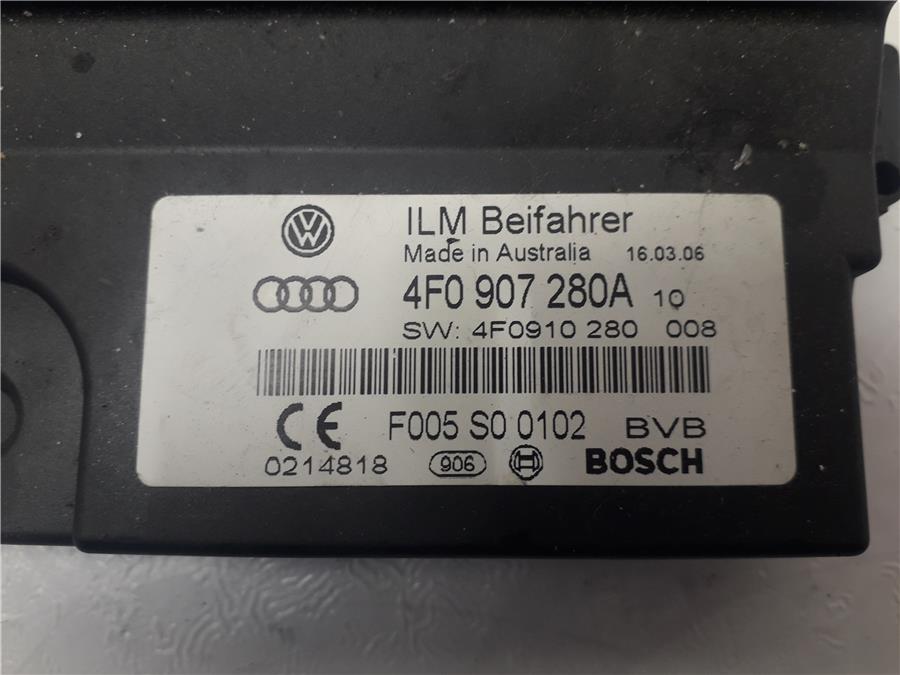 ILM Beifahrer
Made in Australia 16.03.06
4F0 907 280A 10
SW: 4F0910 280 008
CE F005 S0 0102 BVB
0214818 906 BOSCH